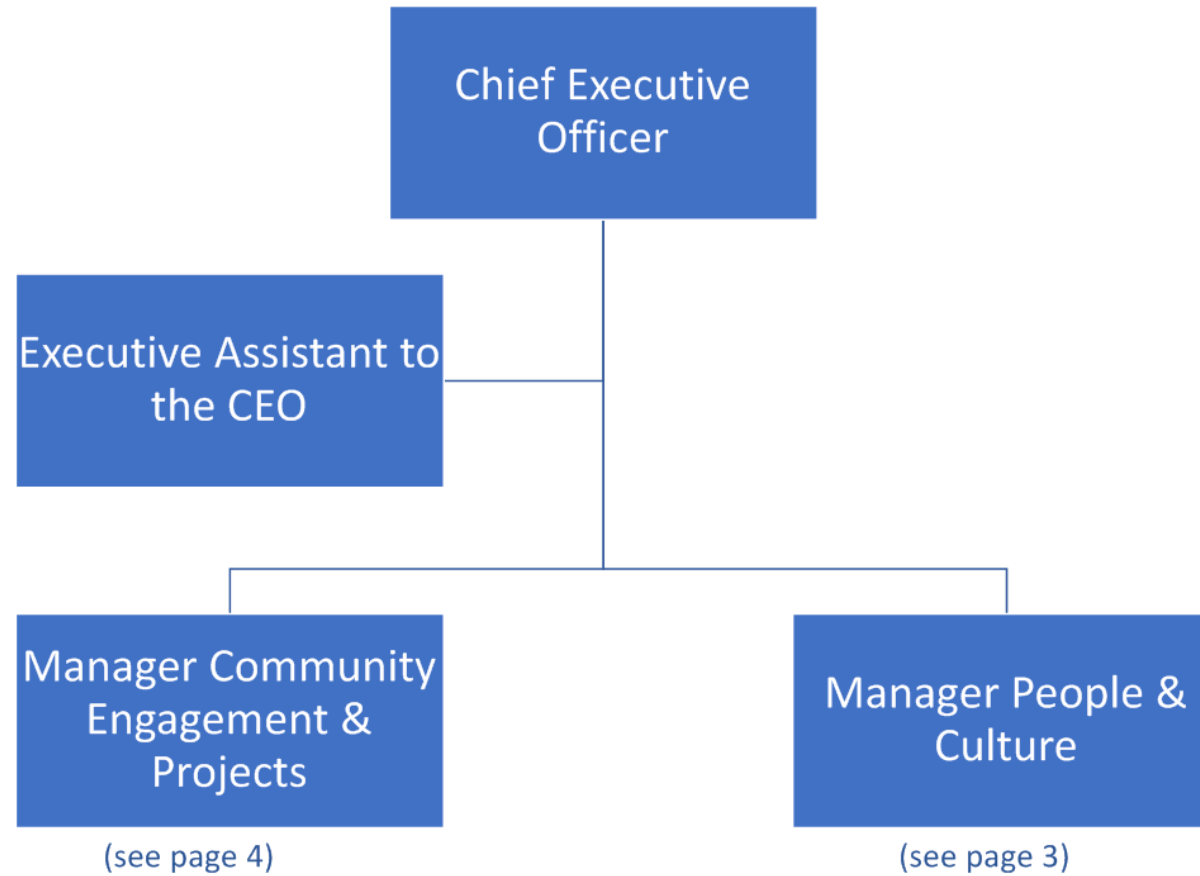 Chief Executive
Officer
Executive Assistant to
the CEO
Manager Community
Engagement &
Projects
(see page 4)
Manager People &
Culture
(see page 3)